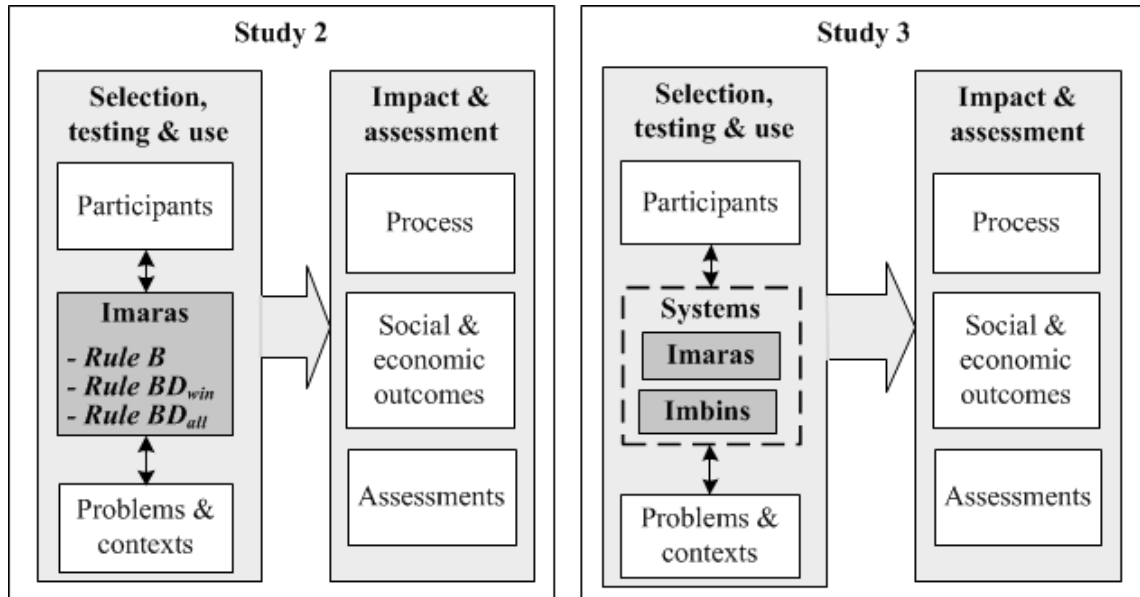 Study 2
Selection,
testing & use
Participants
Imaras
- Rule B
- Rule BDwin
- Rule BDall
Problems &
contexts
Impact &
assessment
Process
Social &
economic
outcomes
Assessments
Study 3
Selection,
testing & use
Participants
Systems
Imaras
Imbins
Problems &
contexts
Impact &
assessment
Process
Social &
economic
outcomes
Assessments